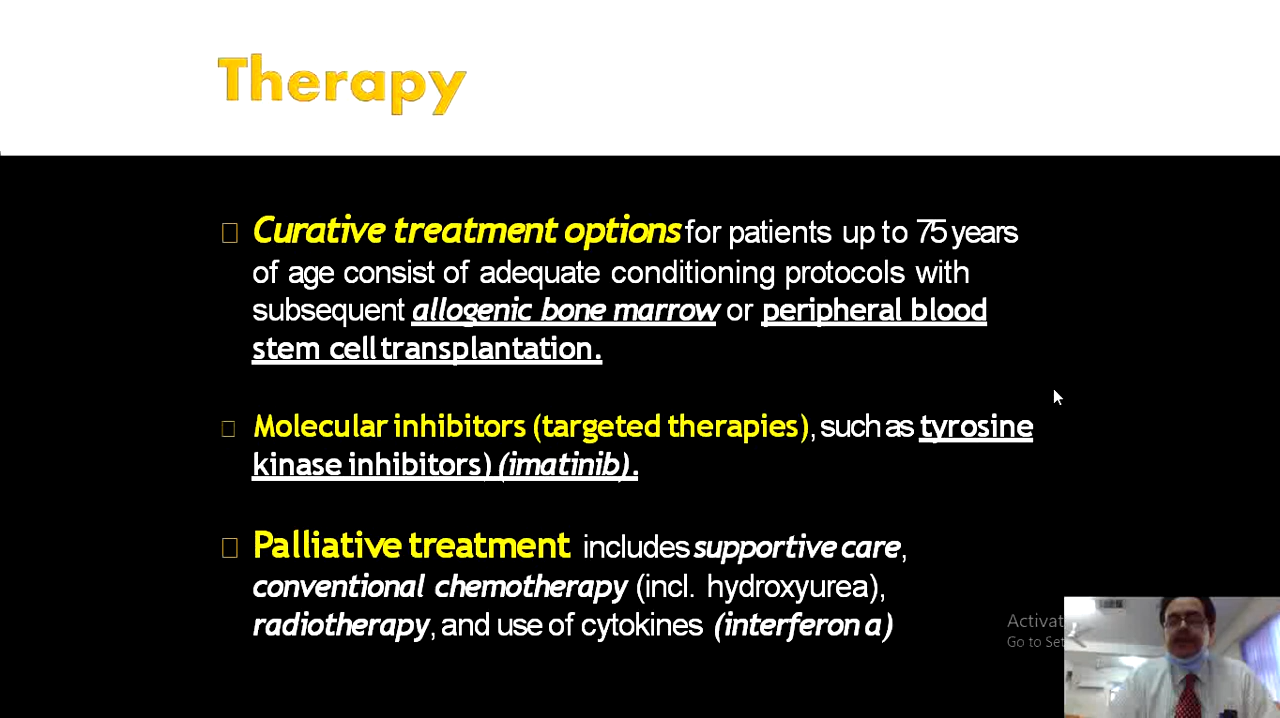 Therapy
Curative treatment options for patients up to 75 years
of age consist of adequate conditioning protocols with
subsequent allogenic bone marrow or peripheral blood
stem cell transplantation.
Molecular inhibitors (targeted therapies), such as tyrosine
kinase inhibitors) (imatinib).
Palliative treatment includes supportive care,
conventional chemotherapy (incl. hydroxyurea),
radiotherapy, and use of cytokines (interferon a)
Activat
Go to Set